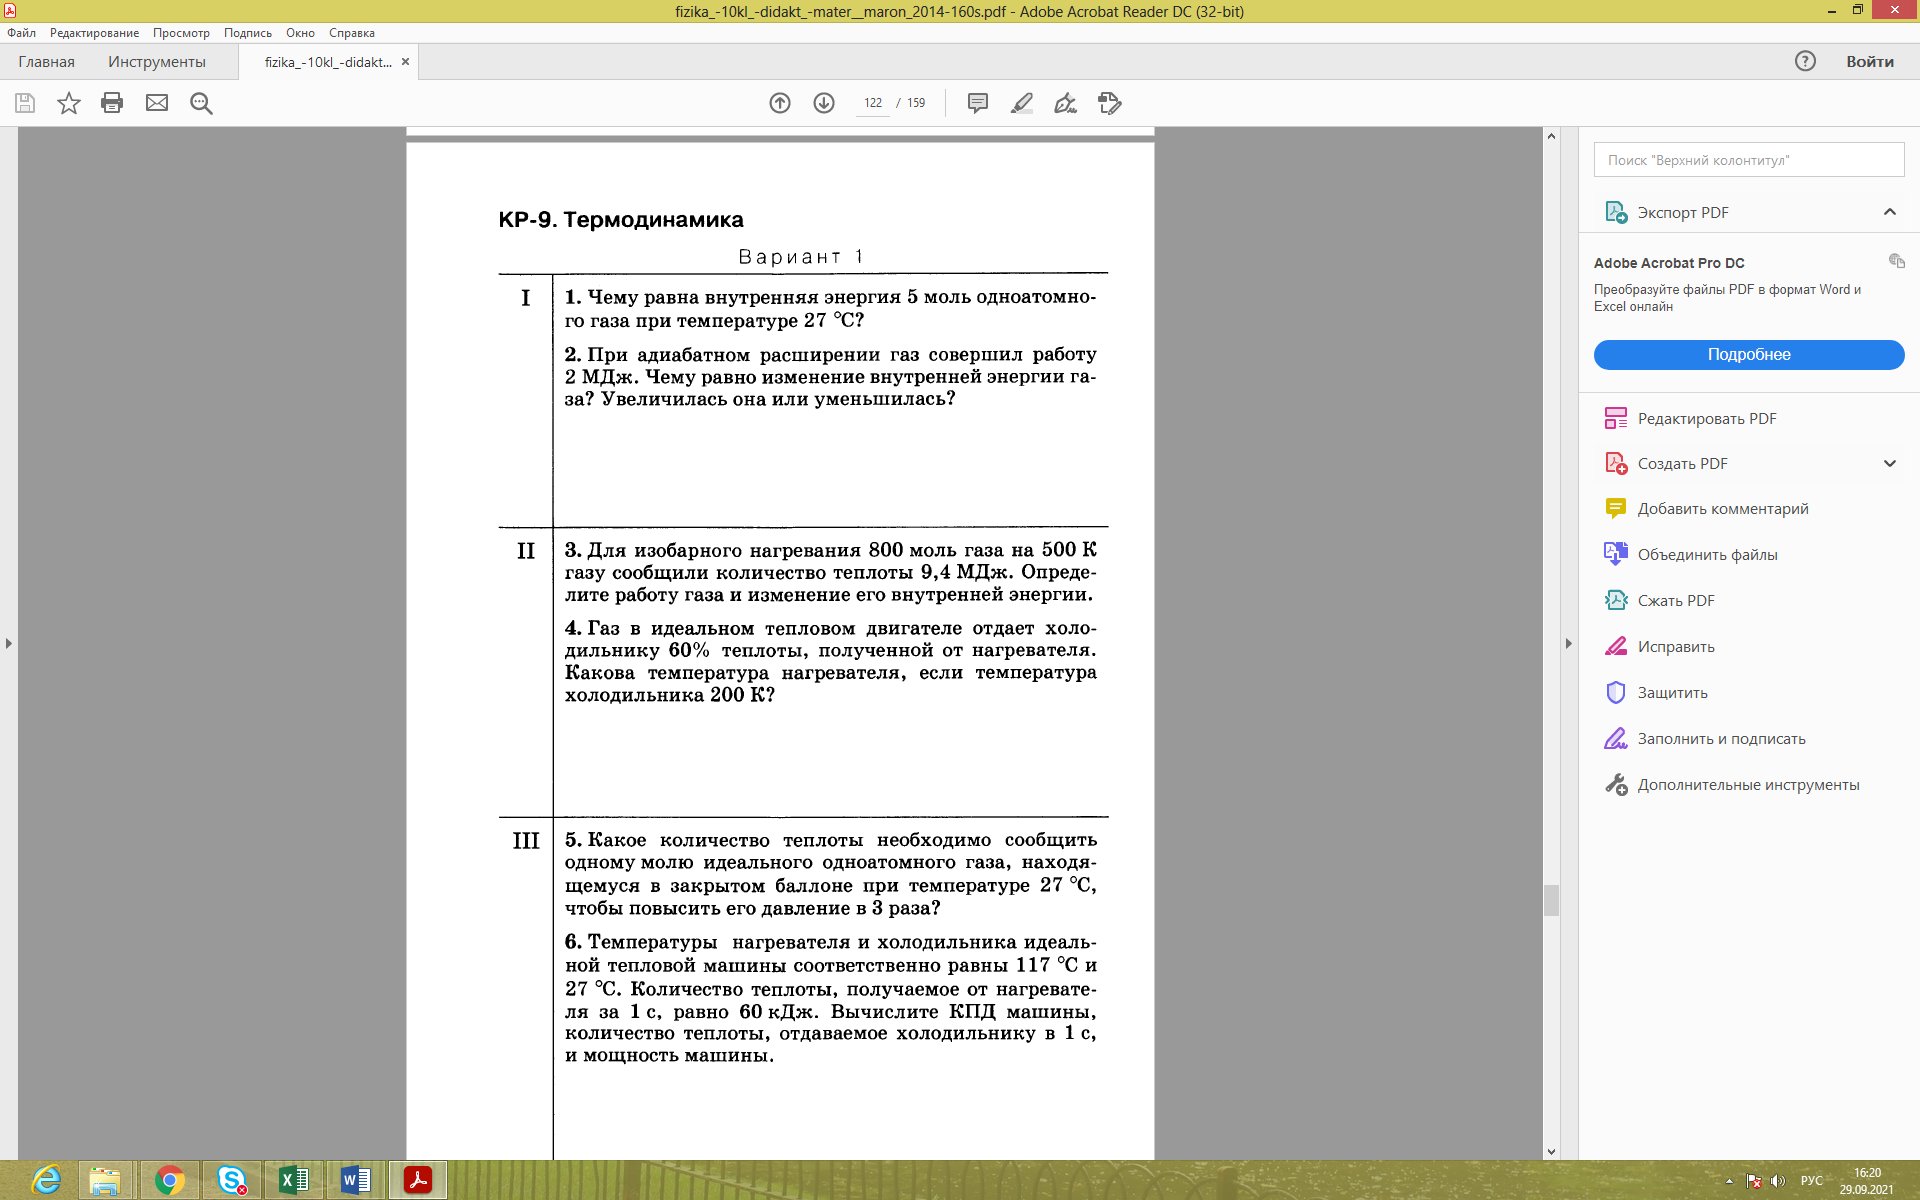 fizika_-10kl_-didakt_-mater__maron_2014-160s.pdf - Adobe Acrobat Reader DC (32-bit)
Файл Редактирование Просмотр Подпись Окно Справка
Главная Инструменты fizika_-10kl_-didakt... × Войти
122 / 159
КР-9. Термодинамика
Вариант 1
I
1. Чему равна внутренняя энергия 5 моль одноатомно-
го газа при температуре 27 °С?
2. При адиабатном расширении газ совершил работу
2 МДж. Чему равно изменение внутренней энергии га-
за? Увеличилась она или уменьшилась?
II
3. Для изобарного нагревания 800 моль газа на 500 К
газу сообщили количество теплоты 9,4 МДж. Опреде-
лите работу газа и изменение его внутренней энергии.
4. Газ в идеальном тепловом двигателе отдает холо-
дильнику 60% теплоты, полученной от нагревателя.
Какова температура нагревателя, если температура
холодильника 200 К?
III
5. Какое количество теплоты необходимо сообщить
одному молю идеального одноатомного газа, находя-
щемуся в закрытом баллоне при температуре 27 °С,
чтобы повысить его давление в 3 раза?
6. Температуры нагревателя и холодильника идеаль-
ной тепловой машины соответственно равны 117 °С и
27 °С. Количество теплоты, получаемое от нагревате-
ля за 1 с, равно 60 кДж. Вычислите КПД машины,
количество теплоты, отдаваемое холодильнику в 1 с,
и мощность машины.
Поиск "Верхний колонтитул"
Экспорт PDF
Adobe Acrobat Pro DC
Преобразуйте файлы PDF в формат Word и
Excel онлайн
Подробнее
Редактировать PDF
Создать PDF
Добавить комментарий
Объединить файлы
Сжать PDF
Исправить
Защитить
Заполнить и подписать
Дополнительные инструменты
РУС
16:20
29.09.2021